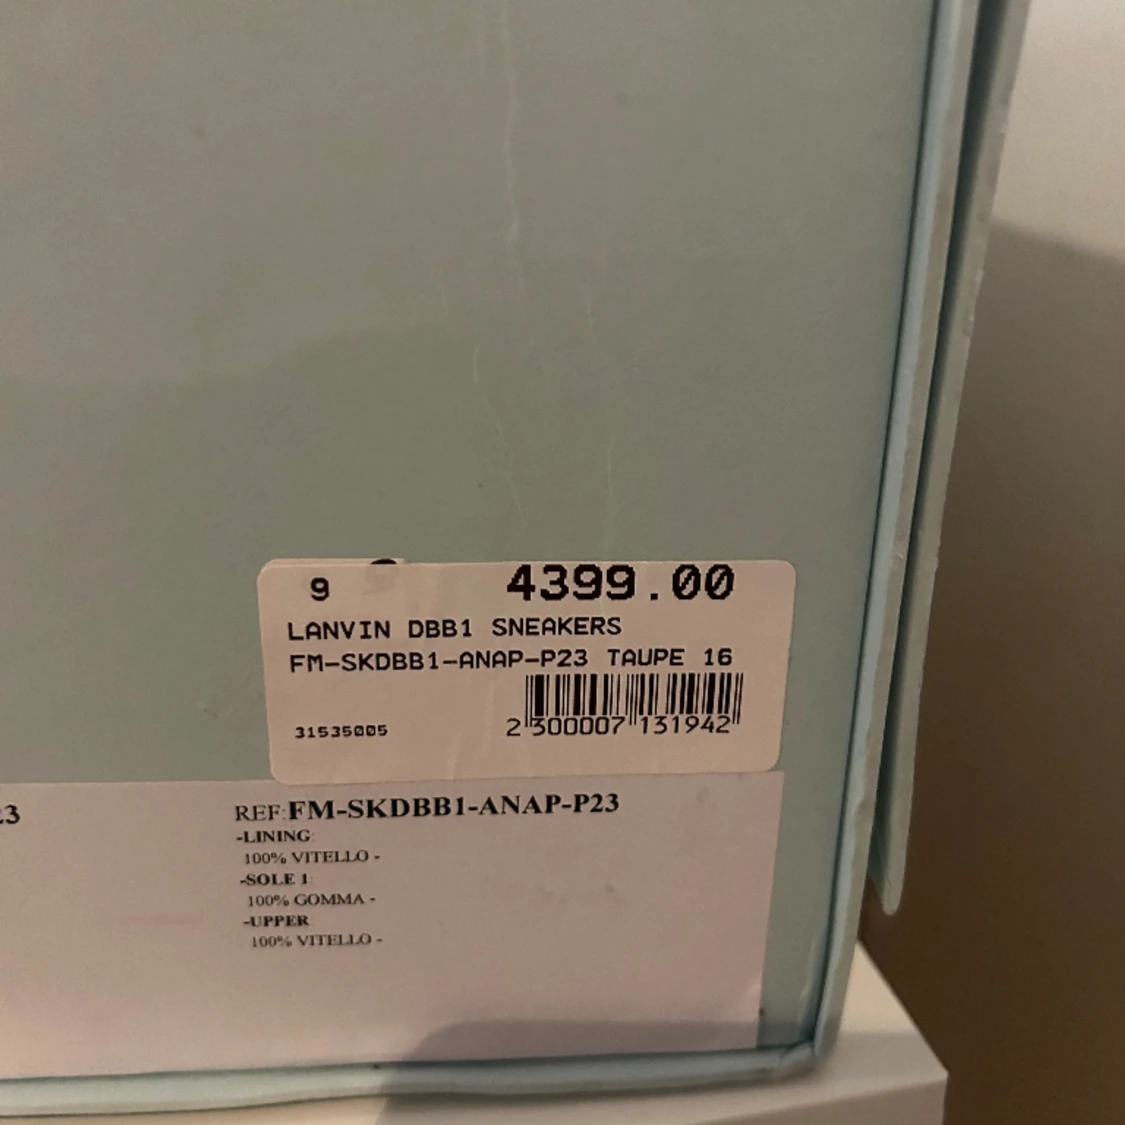 9 4399.00
LANVIN DBB1 SNEAKERS
FM-SKDBB1-ANAP-P23 TAUPE 16
31535005 2 300007 131942
23 REF:FM-SKDBB1-ANAP-P23
-LINING:
100% VITELLO -
-SOLE 1:
100% GOMMA -
-UPPER:
100% VITELLO -